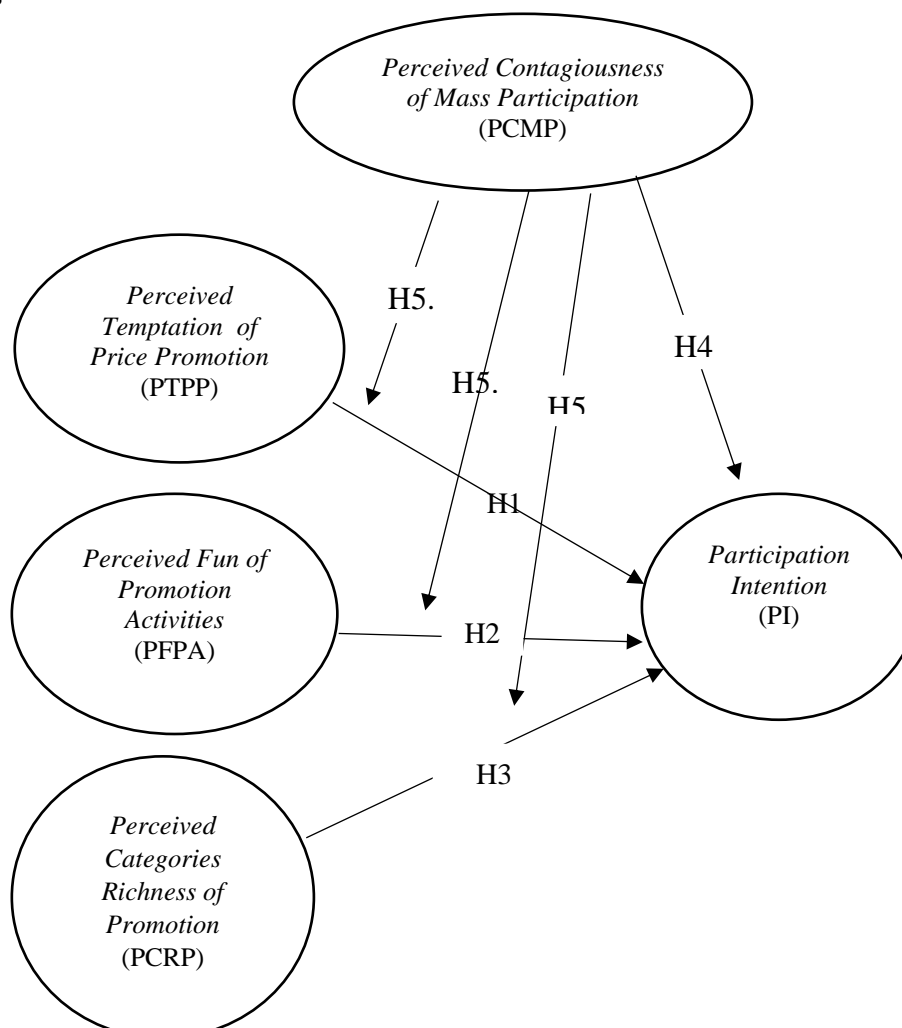 Perceived Contagiousness
of Mass Participation
(PCMP)
Perceived
Temptation of
Price Promotion
(PTPP)
H5.
H4
H5.
H5
H1
Perceived Fun of
Promotion
Activities
(PFPA)
Participation
Intention
(PI)
H2
H3
Perceived
Categories
Richness of
Promotion
(PCRP)